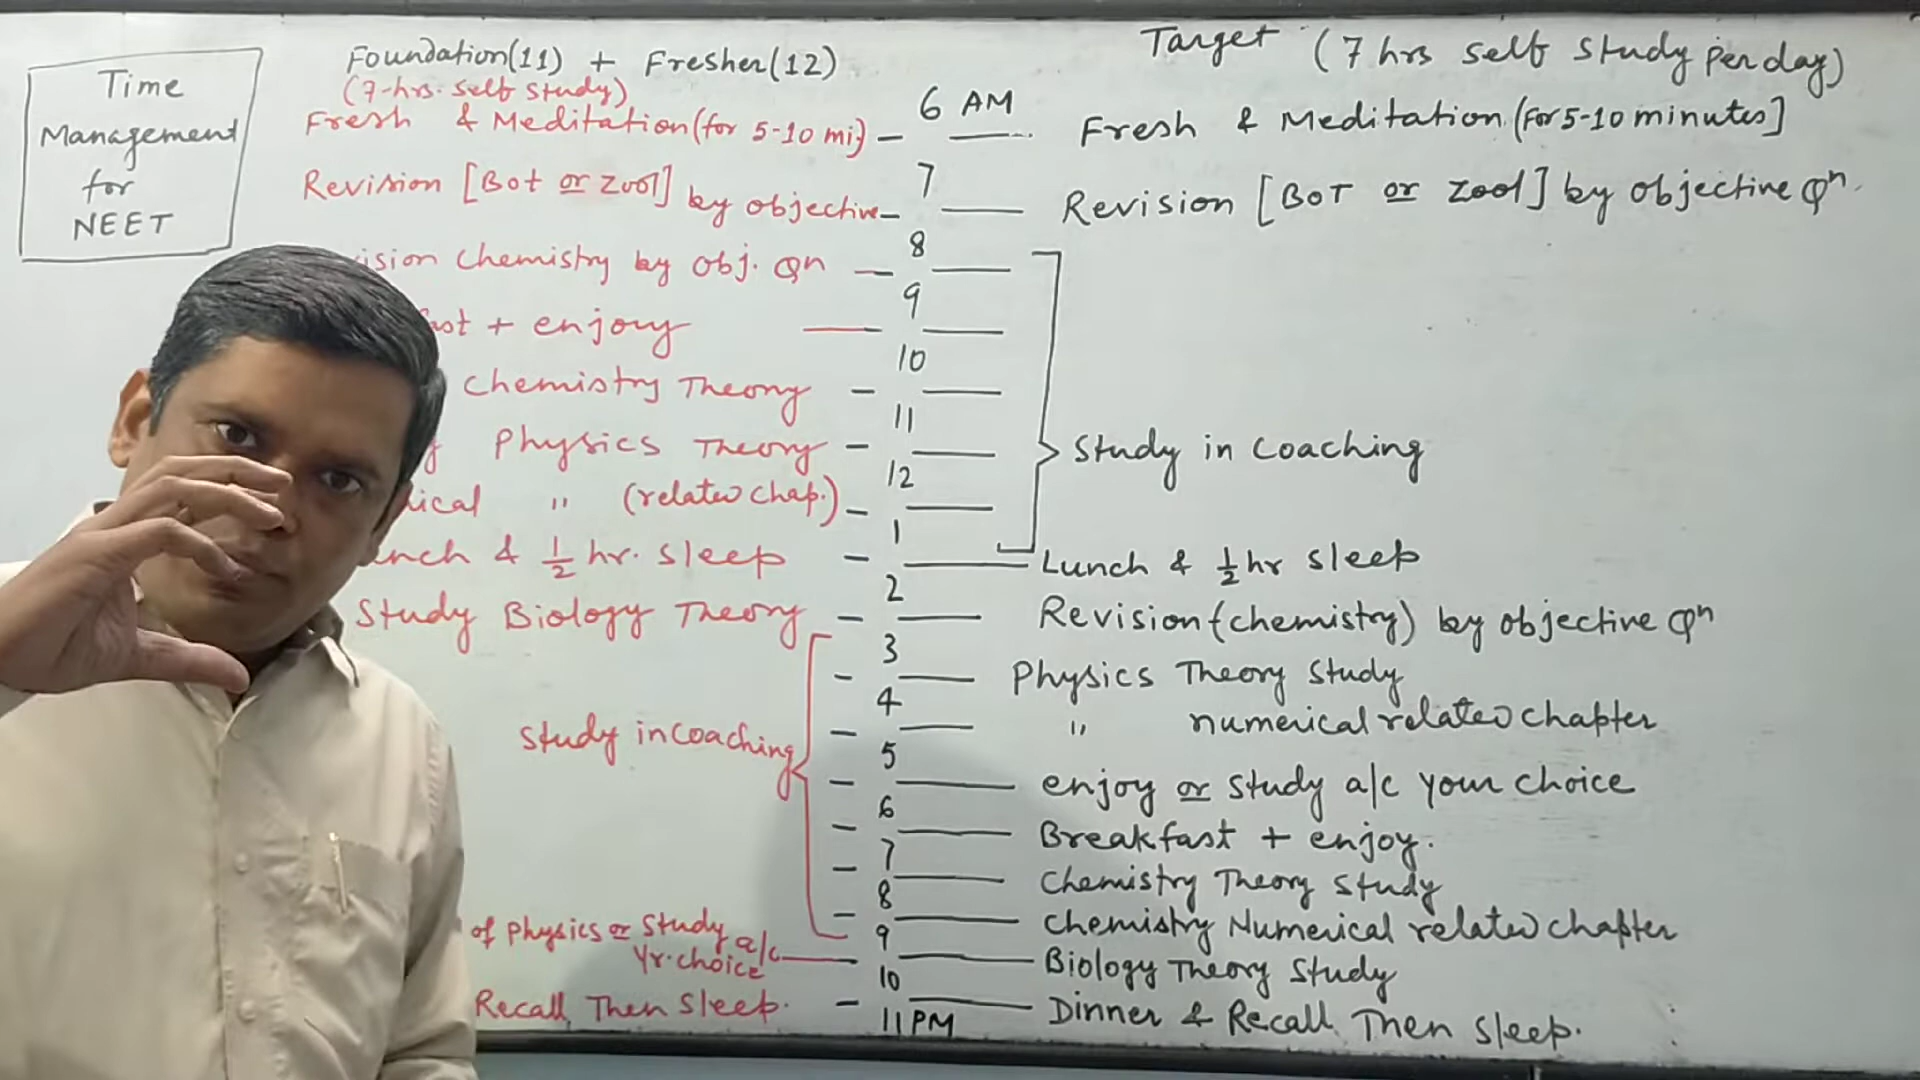 Time
Management
for
NEET
Foundation(11) + Fresher(12)
(7-hrs. Self Study)
Fresh & Meditation (for 5-10 mi)
Revision [Bot or Zool] by objective
Chemistry by obj. Qn
+ enjoy
Chemistry Theory
Physics Theory
" (related chap.)
& 1/2 hr. sleep
Study Biology Theory
Study in coaching
of Physics or Study a/c
Yr. choice
Recall Then Sleep.
6 AM
7
8
9
10
11
12
1
2
3
4
5
6
7
8
9
10
11 PM
Target (7 hrs Self Study Per day)
Fresh & Meditation (For 5-10 minutes]
Revision [BOT or Zool] by objective Qn.
Study in Coaching
Lunch & 1/2 hr sleep
Revision (chemistry) by objective Qn
Physics Theory Study
" numerical related chapter
enjoy or Study a/c your choice
Breakfast + enjoy.
Chemistry Theory Study
Chemistry Numerical related chapter
Biology Theory Study
Dinner & Recall Then Sleep.